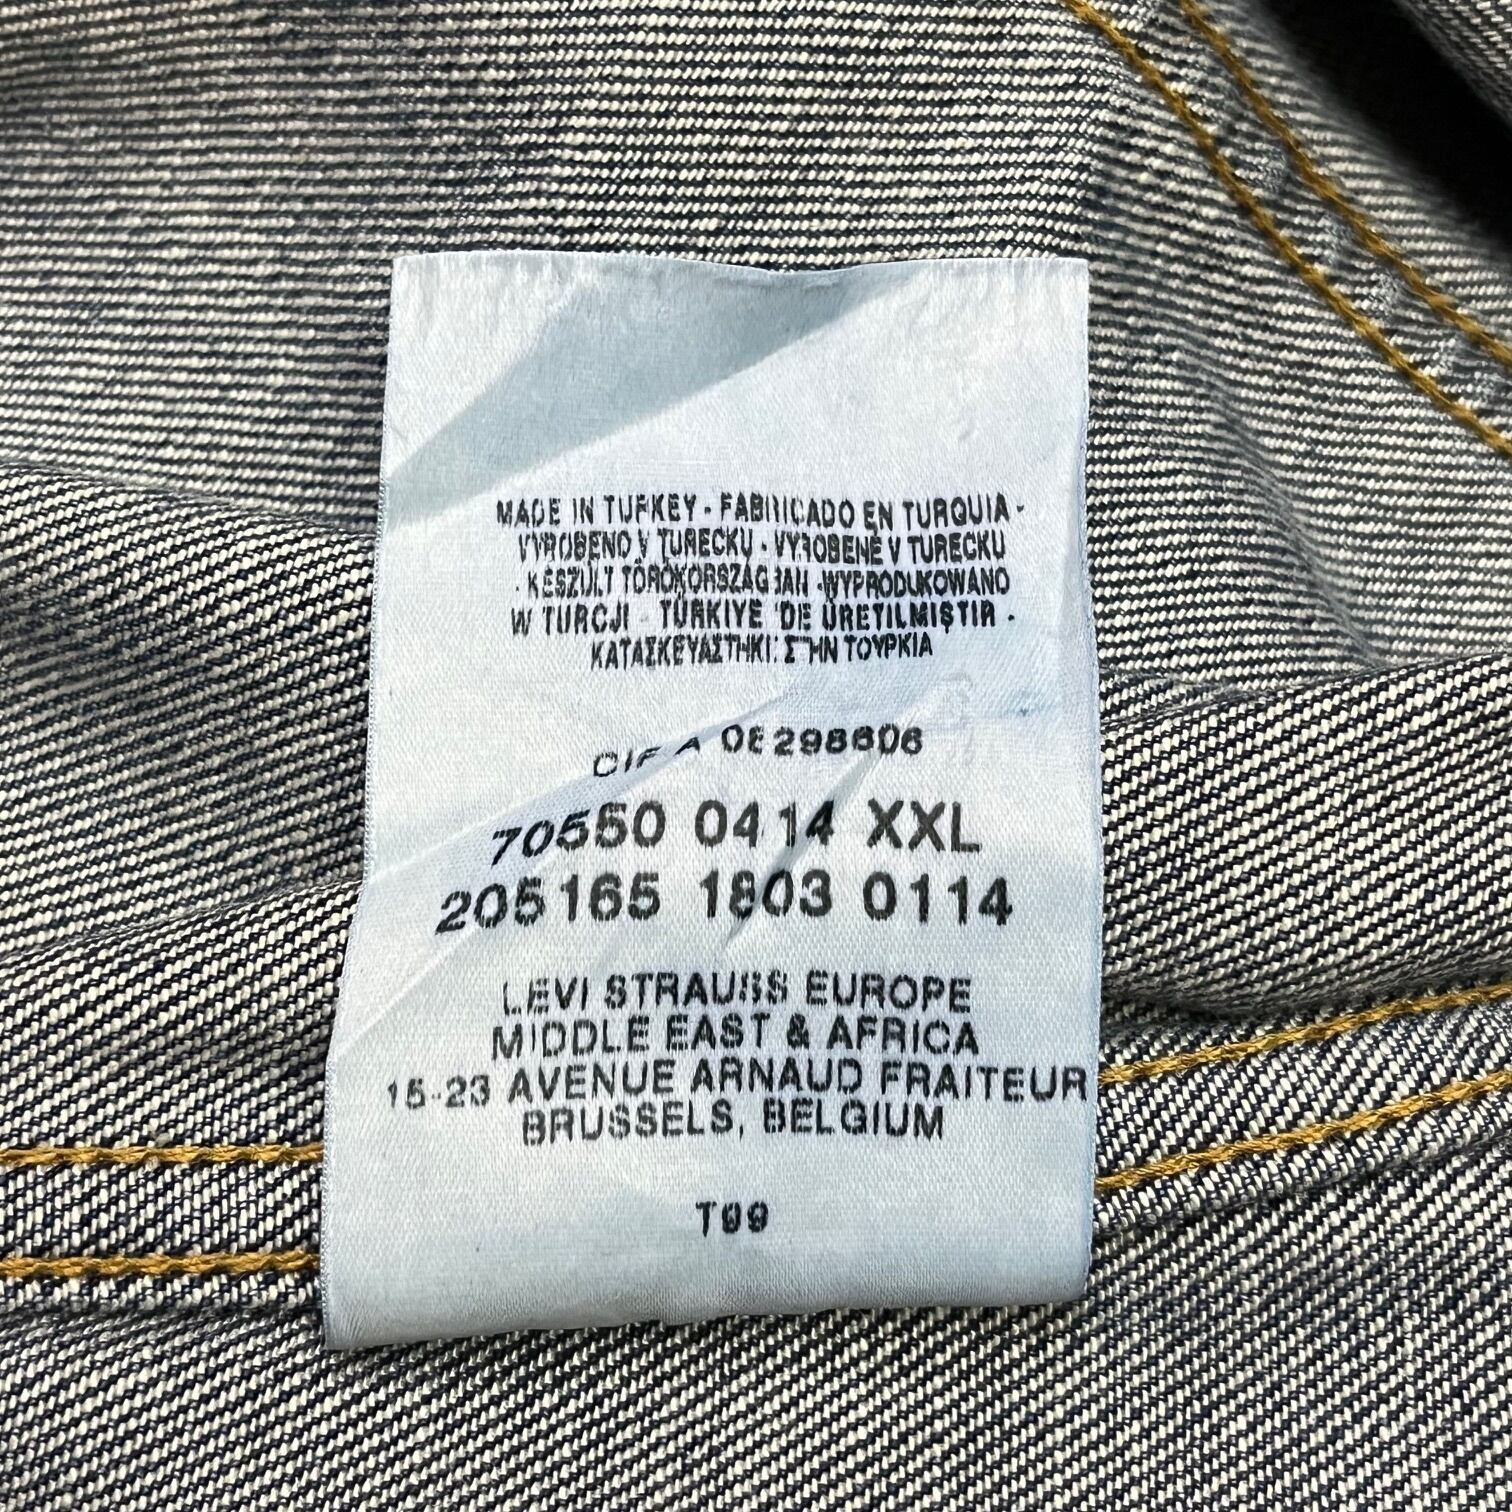 MADE IN TURKEY - FABRICADO EN TURQUIA -
VYROBENO V TURECKU - VYROBENÉ V TURECKU
- KÉSZÜLT TÖRÖKORSZÁGBAN -WYPRODUKOWANO
W TURCJI - TÜRKIYE 'DE ÜRETILMIŞTIR -
ΚΑΤΑΣΚΕΥΑΣΤΗΚΕ ΣΤΗΝ ΤΟΥΡΚΙΑ
CIF A 08298606
70550 0414 XXL
205165 1803 0114
LEVI STRAUSS EUROPE
MIDDLE EAST & AFRICA
15-23 AVENUE ARNAUD FRAITEUR
BRUSSELS, BELGIUM
T99